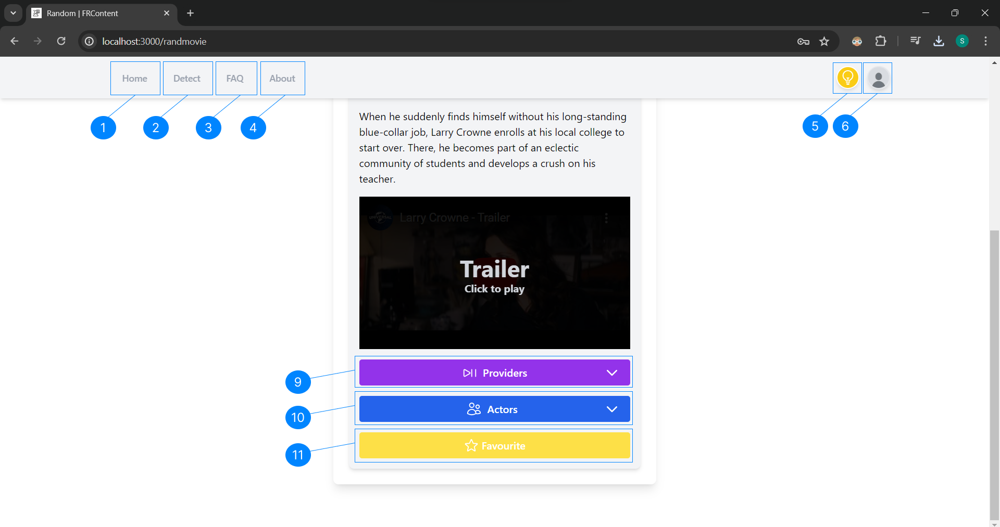 Random | FRContent
localhost:3000/randmovie
S
Home
Detect
FAQ
About
1
2
3
4
5
6
When he suddenly finds himself without his long-standing
blue-collar job, Larry Crowne enrolls at his local college to
start over. There, he becomes part of an eclectic
community of students and develops a crush on his
teacher.
UNIVERSAL
Larry Crowne - Trailer
Trailer
Click to play
9
Providers
10
Actors
11
Favourite